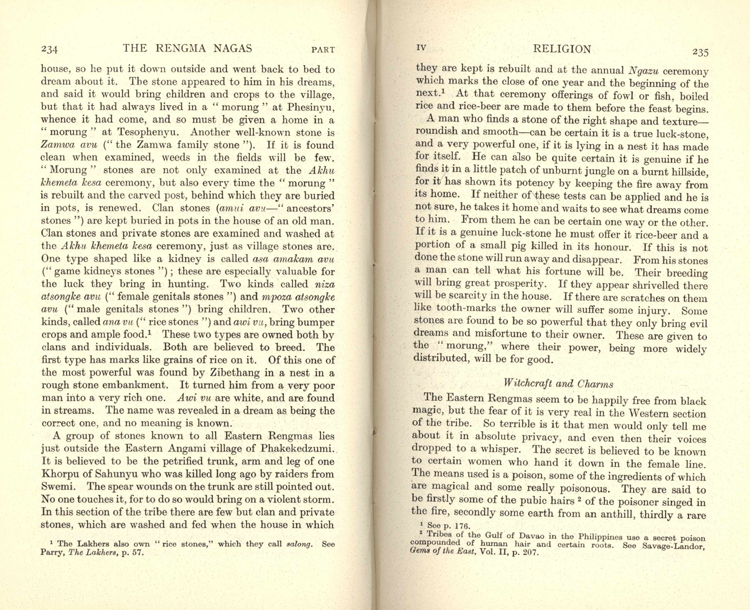 234 THE RENGMA NAGAS PART
house, so he put it down outside and went back to bed to
dream about it. The stone appeared to him in his dreams,
and said it would bring children and crops to the village,
but that it had always lived in a “ morung ” at Phesinyu,
whence it had come, and so must be given a home in a
“ morung ” at Tesophenyu. Another well-known stone is
Zamwa avu (“ the Zamwa family stone ”). If it is found
clean when examined, weeds in the fields will be few.
“ Morung ” stones are not only examined at the Akhu
khemeta kesa ceremony, but also every time the “ morung ”
is rebuilt and the carved post, behind which they are buried
in pots, is renewed. Clan stones (amui avu—“ ancestors'
stones ”) are kept buried in pots in the house of an old man.
Clan stones and private stones are examined and washed at
the Akhu khemeta kesa ceremony, just as village stones are.
One type shaped like a kidney is called asa amakam avu
(“ game kidneys stones ”) ; these are especially valuable for
the luck they bring in hunting. Two kinds called niza
atsongke avu (“ female genitals stones ”) and mpoza atsongke
avu (“ male genitals stones ”) bring children. Two other
kinds, called ana vu (“ rice stones ”) and awi vu, bring bumper
crops and ample food.¹ These two types are owned both by
clans and individuals. Both are believed to breed. The
first type has marks like grains of rice on it. Of this one of
the most powerful was found by Zibethang in a nest in a
rough stone embankment. It turned him from a very poor
man into a very rich one. Awi vu are white, and are found
in streams. The name was revealed in a dream as being the
correct one, and no meaning is known.
A group of stones known to all Eastern Rengmas lies
just outside the Eastern Angami village of Phakekedzumi.
It is believed to be the petrified trunk, arm and leg of one
Khorpu of Sahunyu who was killed long ago by raiders from
Swemi. The spear wounds on the trunk are still pointed out.
No one touches it, for to do so would bring on a violent storm.
In this section of the tribe there are few but clan and private
stones, which are washed and fed when the house in which
¹ The Lakhers also own “ rice stones,” which they call salong. See
Parry, The Lakhers, p. 57.
IV RELIGION 235
they are kept is rebuilt and at the annual Ngazu ceremony
which marks the close of one year and the beginning of the
next.¹ At that ceremony offerings of fowl or fish, boiled
rice and rice-beer are made to them before the feast begins.
A man who finds a stone of the right shape and texture—
roundish and smooth—can be certain it is a true luck-stone,
and a very powerful one, if it is lying in a nest it has made
for itself. He can also be quite certain it is genuine if he
finds it in a little patch of unburnt jungle on a burnt hillside,
for it has shown its potency by keeping the fire away from
its home. If neither of these tests can be applied and he is
not sure, he takes it home and waits to see what dreams come
to him. From them he can be certain one way or the other.
If it is a genuine luck-stone he must offer it rice-beer and a
portion of a small pig killed in its honour. If this is not
done the stone will run away and disappear. From his stones
a man can tell what his fortune will be. Their breeding
will bring great prosperity. If they appear shrivelled there
will be scarcity in the house. If there are scratches on them
like tooth-marks the owner will suffer some injury. Some
stones are found to be so powerful that they only bring evil
dreams and misfortune to their owner. These are given to
the “ morung,” where their power, being more widely
distributed, will be for good.
Witchcraft and Charms
The Eastern Rengmas seem to be happily free from black
magic, but the fear of it is very real in the Western section
of the tribe. So terrible is it that men would only tell me
about it in absolute privacy, and even then their voices
dropped to a whisper. The secret is believed to be known
to certain women who hand it down in the female line.
The means used is a poison, some of the ingredients of which
are magical and some really poisonous. They are said to
be firstly some of the pubic hairs ² of the poisoner singed in
the fire, secondly some earth from an anthill, thirdly a rare
¹ See p. 176.
² Tribes of the Gulf of Davao in the Philippines use a secret poison
compounded of human hair and certain roots. See Savage-Landor,
Gems of the East, Vol. II, p. 207.